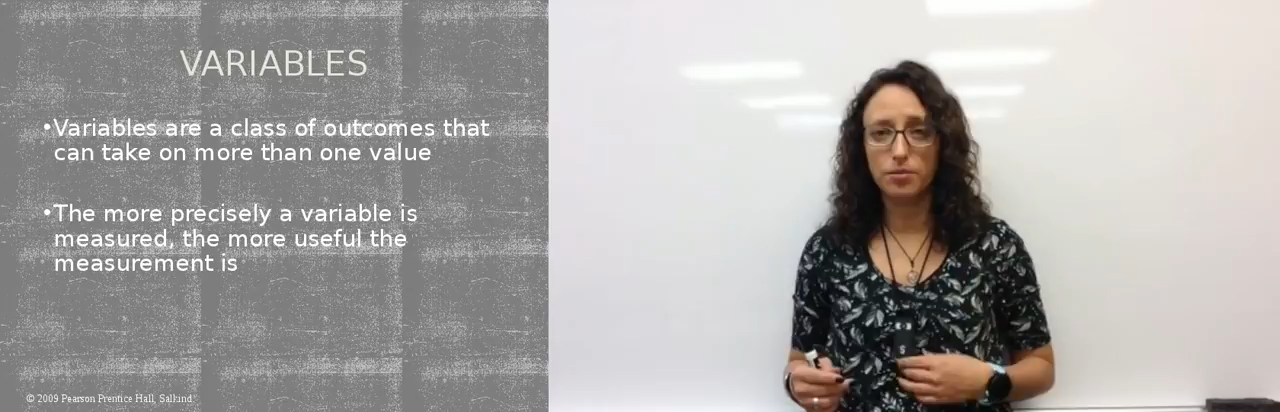 VARIABLES
•Variables are a class of outcomes that
can take on more than one value
•The more precisely a variable is
measured, the more useful the
measurement is
© 2009 Pearson Prentice Hall, Salkind